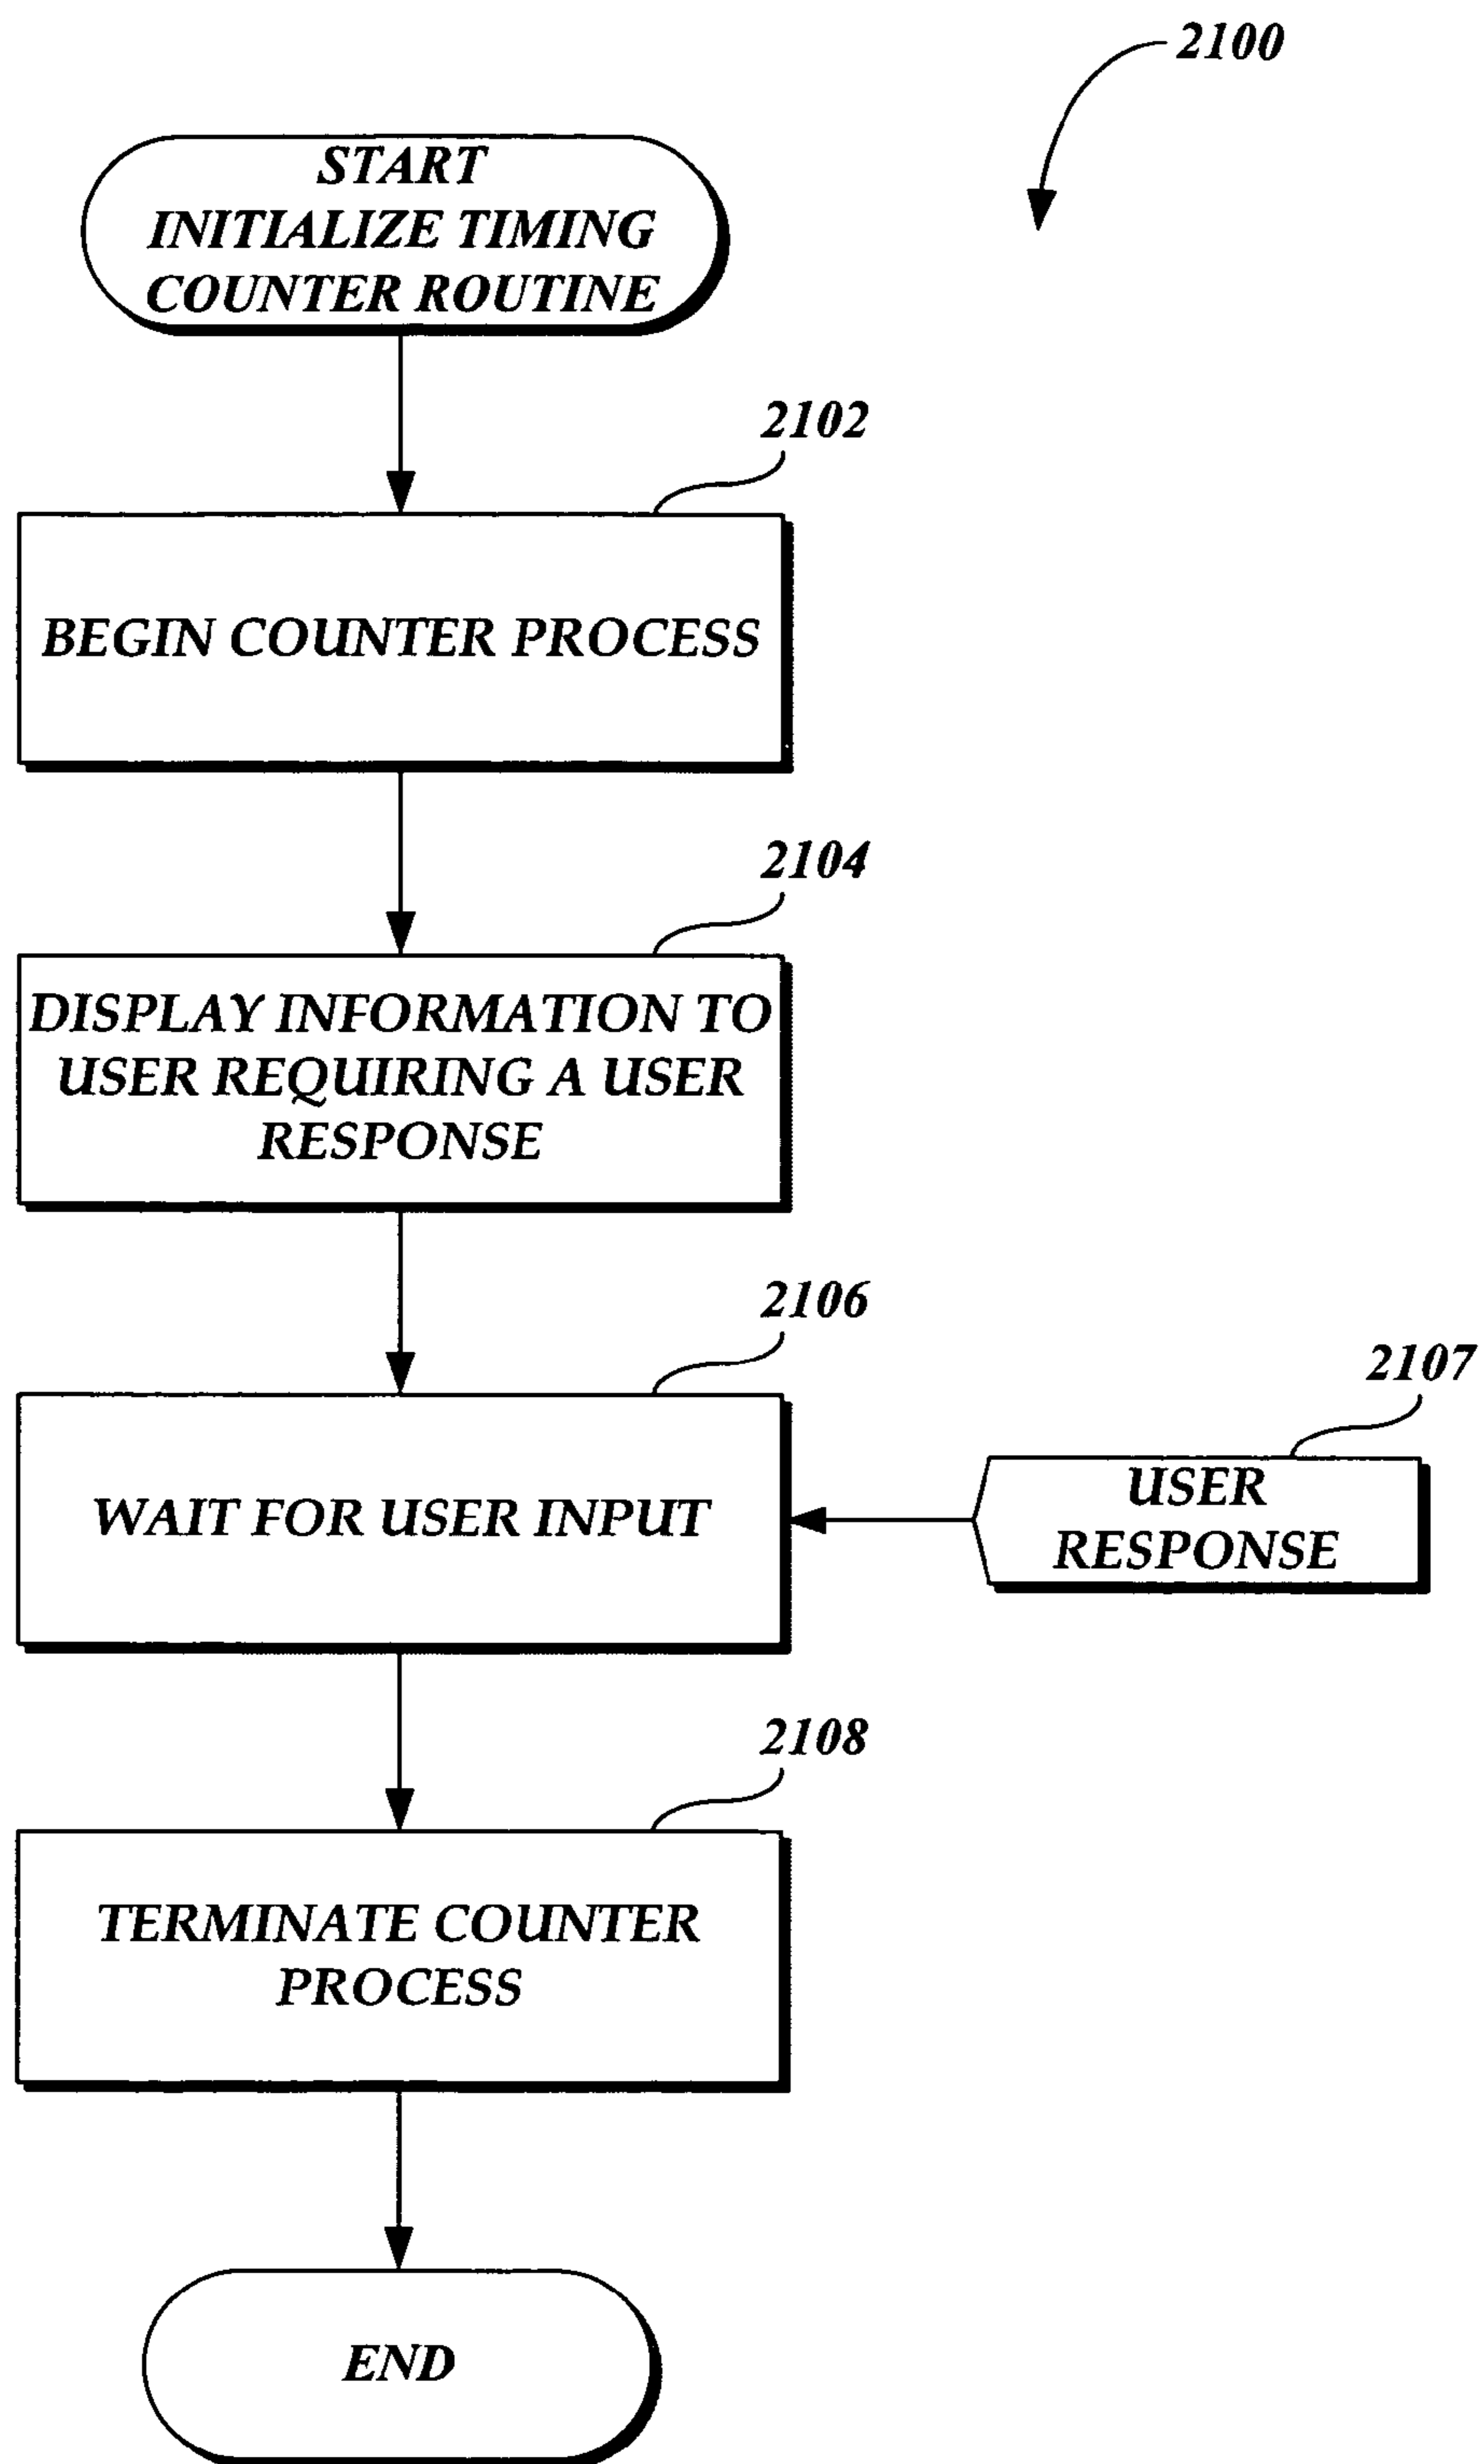 2100
START
INITIALIZE TIMING
COUNTER ROUTINE
2102
BEGIN COUNTER PROCESS
2104
DISPLAY INFORMATION TO
USER REQUIRING A USER
RESPONSE
2106
WAIT FOR USER INPUT
2107
USER
RESPONSE
2108
TERMINATE COUNTER
PROCESS
END